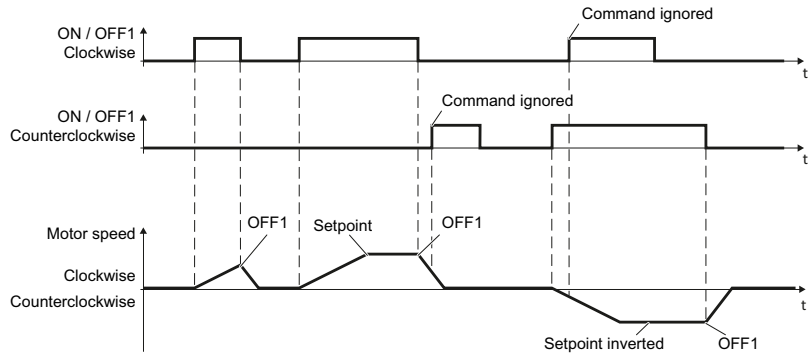 Command ignored
ON / OFF1
Clockwise
t
Command ignored
ON / OFF1
Counterclockwise
t
Motor speed
OFF1
Setpoint
OFF1
Clockwise
Counterclockwise
t
Setpoint inverted
OFF1